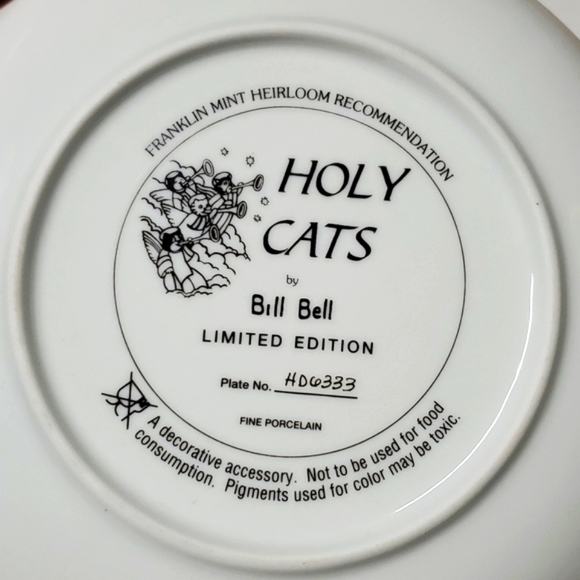 FRANKLIN MINT HEIRLOOM RECOMMENDATION
HOLY
CATS
by
Bill Bell
LIMITED EDITION
Plate No. HD6333
FINE PORCELAIN
A decorative accessory. Not to be used for food
consumption. Pigments used for color may be toxic.